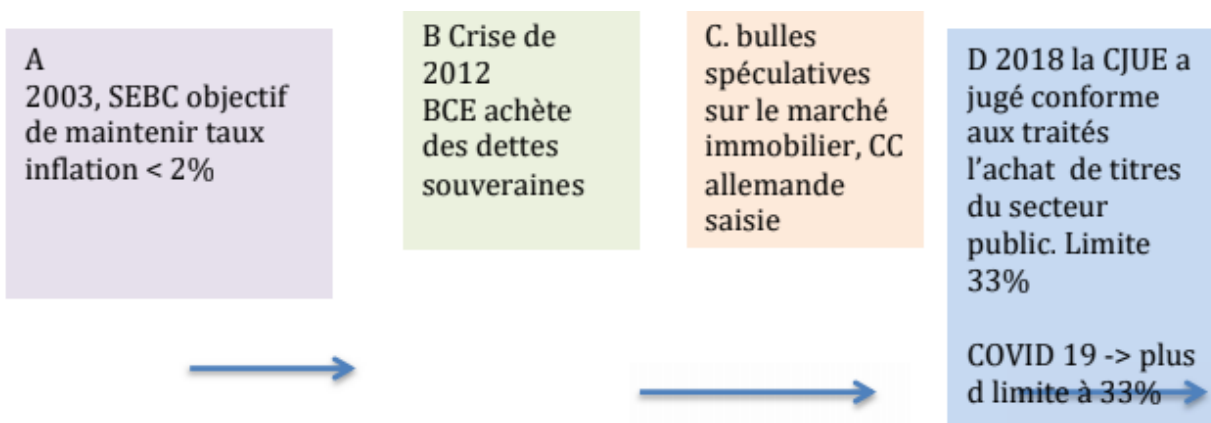 A
2003, SEBC objectif
de maintenir taux
inflation < 2%
B Crise de
2012
BCE achète
des dettes
souveraines
C. bulles
spéculatives
sur le marché
immobilier, CC
allemande
saisie
D 2018 la CJUE a
jugé conforme
aux traités
l'achat de titres
du secteur
public. Limite
33%
COVID 19 -> plus
d limite à 33%